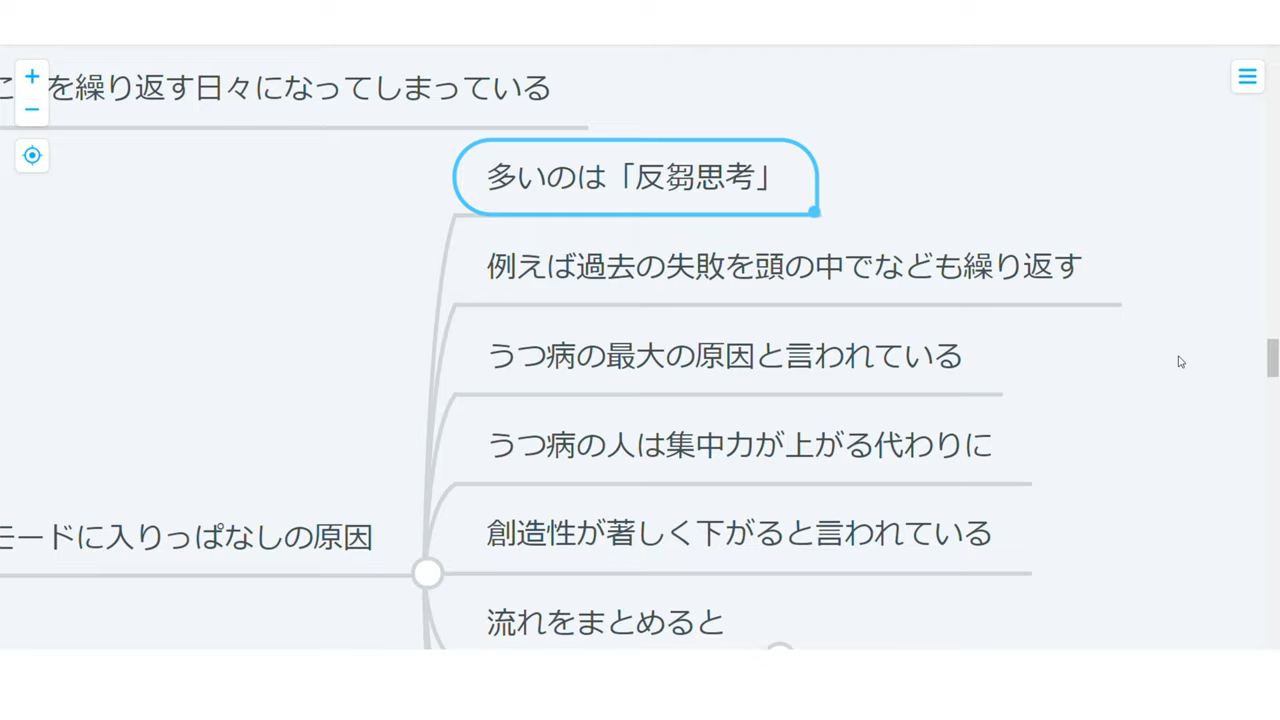 を繰り返す日々になってしまっている
多いのは「反芻思考」
例えば過去の失敗を頭の中でなども繰り返す
うつ病の最大の原因と言われている
うつ病の人は集中力が上がる代わりに
創造性が著しく下がると言われている
モードに入りっぱなしの原因
流れをまとめると